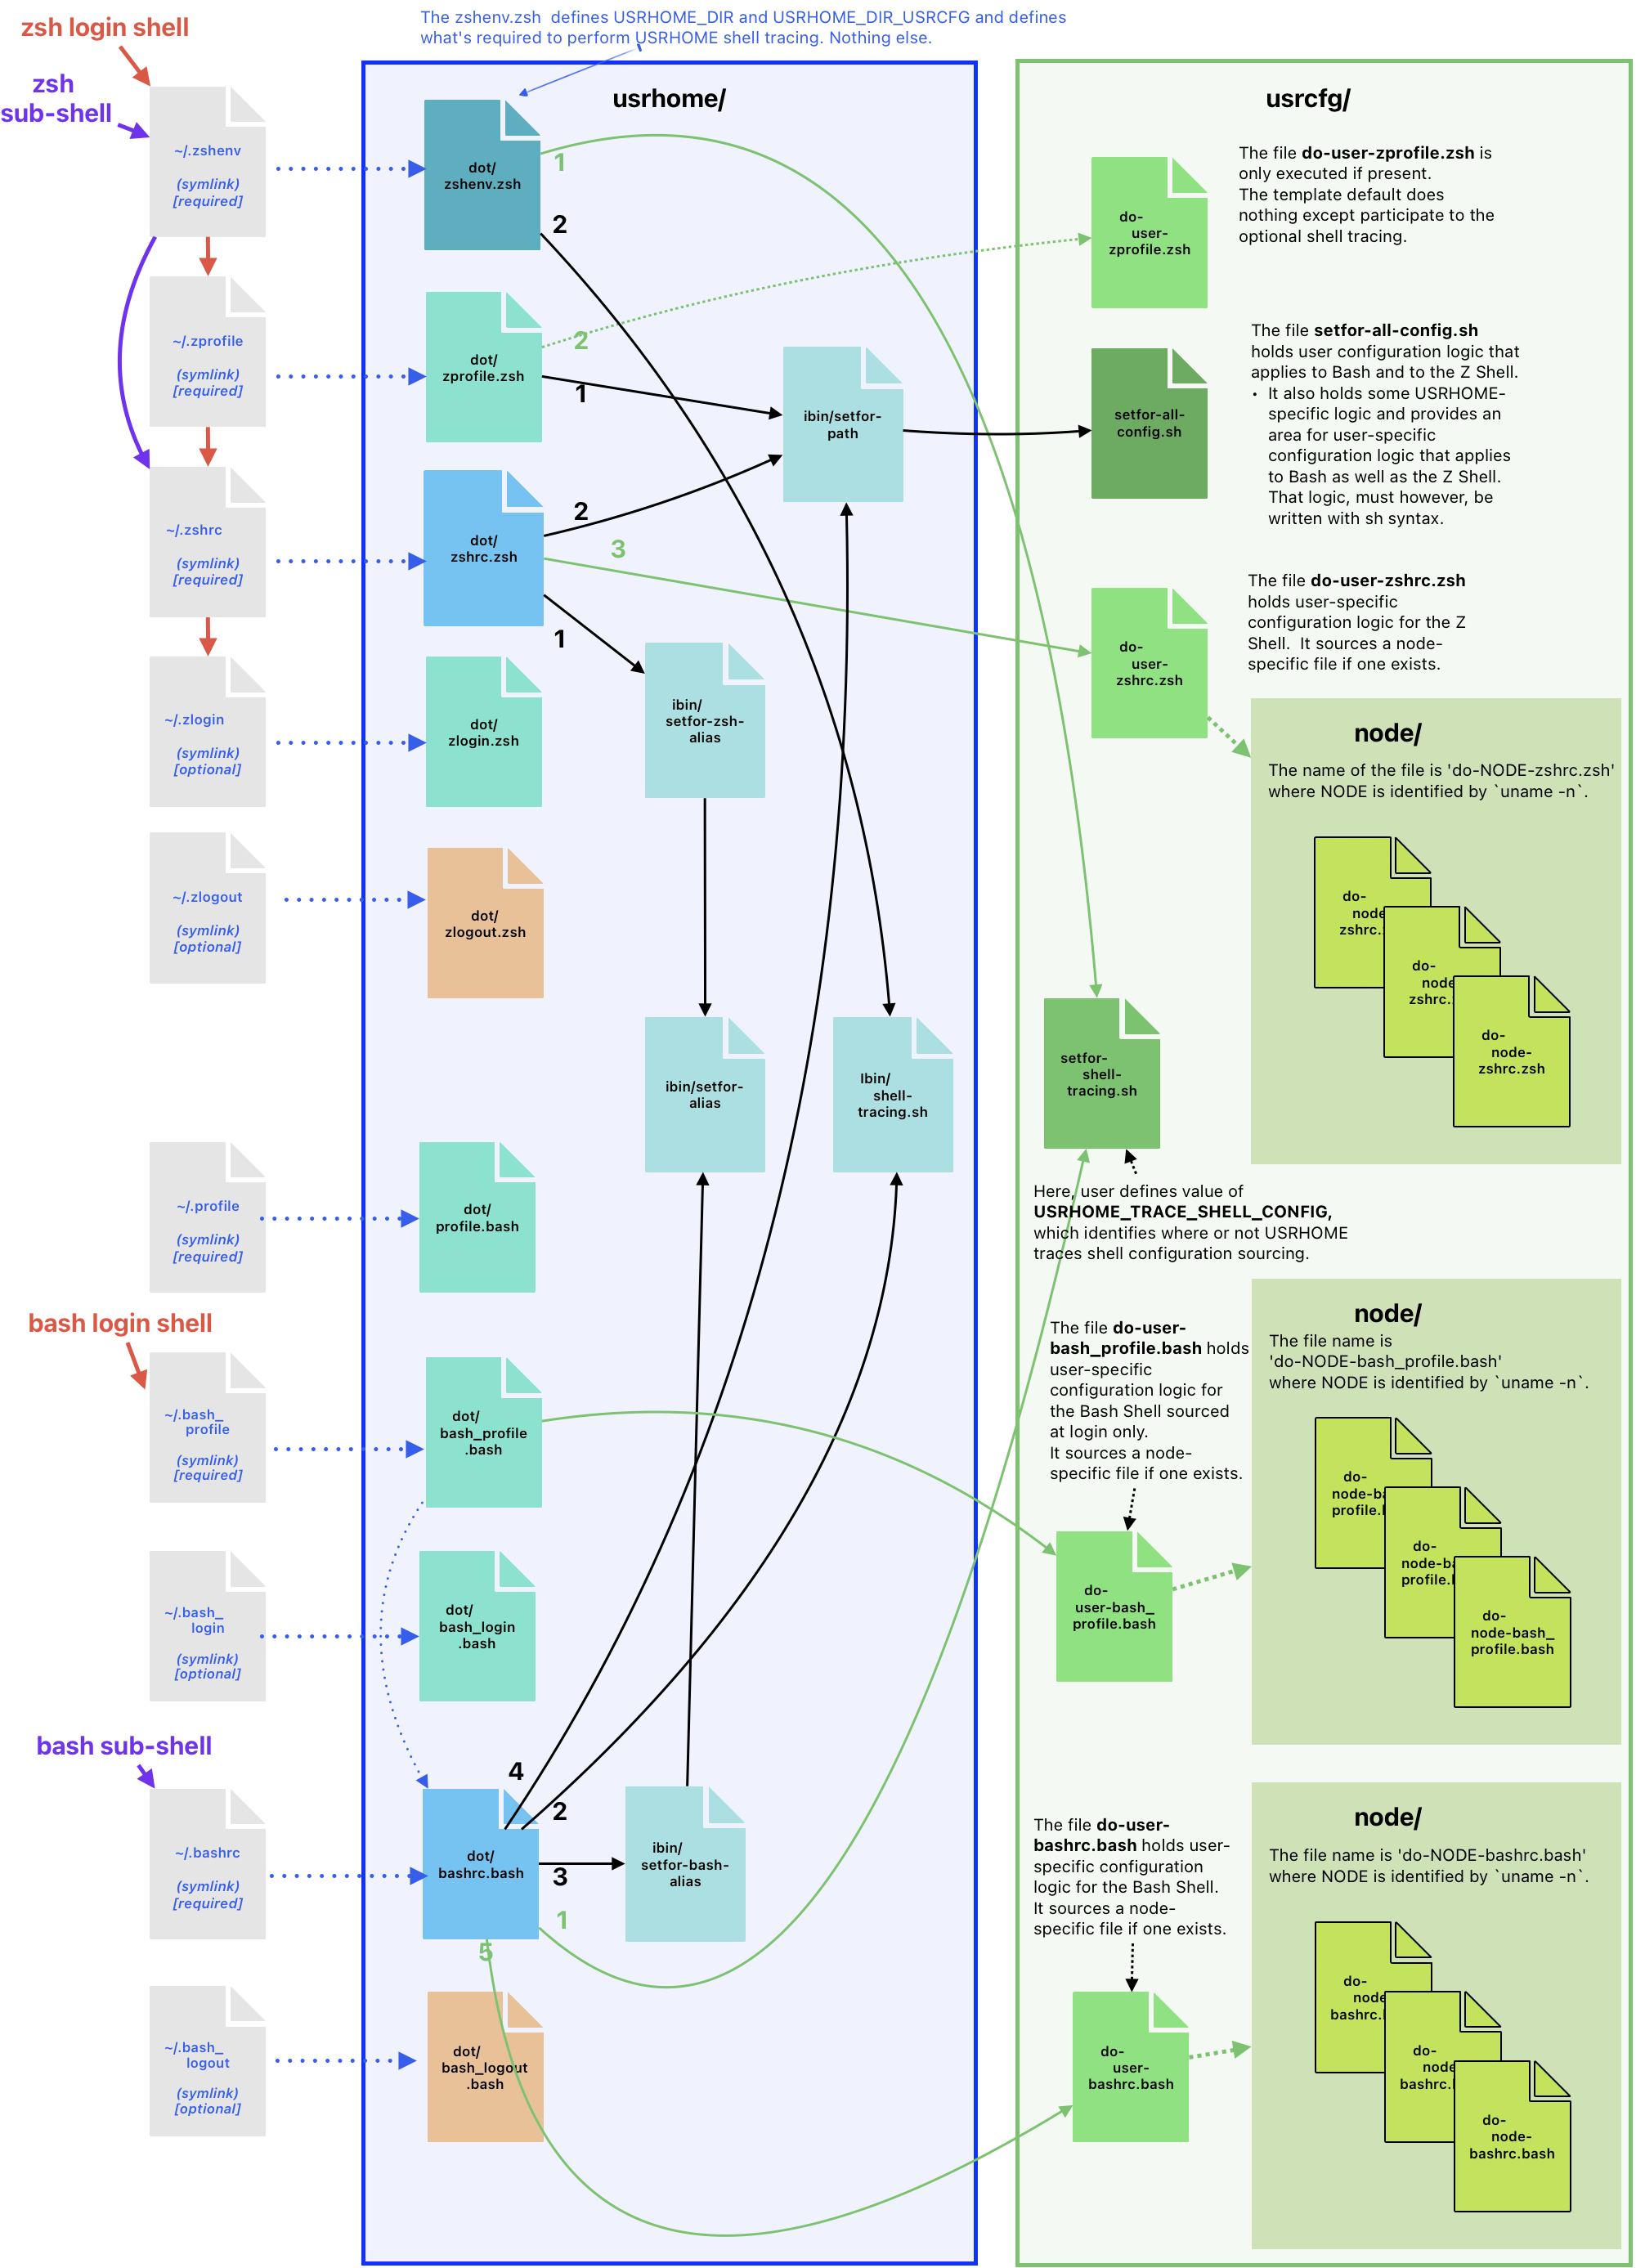 The zshenv.zsh  defines USRHOME_DIR and USRHOME_DIR_USRCFG and defines
what's required to perform USRHOME shell tracing. Nothing else.
zsh login shell
zsh
sub-shell
~/.zshenv
(symlink)
[required]
~/.zprofile
(symlink)
[required]
~/.zshrc
(symlink)
[required]
~/.zlogin
(symlink)
[optional]
~/.zlogout
(symlink)
[optional]
~/.profile
(symlink)
[required]
bash login shell
~/.bash_
profile
(symlink)
[required]
~/.bash_
login
(symlink)
[optional]
bash sub-shell
~/.bashrc
(symlink)
[required]
~/.bash_
logout
(symlink)
[optional]
usrhome/
dot/
zshenv.zsh
1
2
dot/
zprofile.zsh
2
1
ibin/setfor-
path
dot/
zshrc.zsh
2
3
1
dot/
zlogin.zsh
ibin/
setfor-zsh-
alias
dot/
zlogout.zsh
ibin/setfor-
alias
Ibin/
shell-
tracing.sh
dot/
profile.bash
dot/
bash_profile
.bash
dot/
bash_login
.bash
4
2
dot/
bashrc.bash
3
1
5
ibin/
setfor-bash-
alias
dot/
bash_logout
.bash
usrcfg/
do-
user-
zprofile.zsh
The file do-user-zprofile.zsh is
only executed if present.
The template default does
nothing except participate to the
optional shell tracing.
setfor-all-
config.sh
The file setfor-all-config.sh
holds user configuration logic that
applies to Bash and to the Z Shell.
• It also holds some USRHOME-
specific logic and provides an
area for user-specific
configuration logic that applies
to Bash as well as the Z Shell.
That logic, must however, be
written with sh syntax.
do-
user-
zshrc.zsh
The file do-user-zshrc.zsh
holds user-specific
configuration logic for the Z
Shell.  It sources a node-
specific file if one exists.
node/
The name of the file is 'do-NODE-zshrc.zsh'
where NODE is identified by `uname -n`.
do-
node
zshrc.
do-
node
zshrc.
do-
node-
zshrc.zsh
setfor-
shell-
tracing.sh
Here, user defines value of
USRHOME_TRACE_SHELL_CONFIG,
which identifies where or not USRHOME
traces shell configuration sourcing.
The file do-user-
bash_profile.bash holds
user-specific
configuration logic for
the Bash Shell sourced
at login only.
It sources a node-
specific file if one exists.
do-
user-bash_
profile.bash
node/
The file name is
'do-NODE-bash_profile.bash'
where NODE is identified by `uname -n`.
do-
node-ba
profile.
do-
node-ba
profile.
do-
node-bash_
profile.bash
The file do-user-
bashrc.bash holds user-
specific configuration
logic for the Bash Shell.
It sources a node-
specific file if one exists.
do-
user-
bashrc.bash
node/
The file name is 'do-NODE-bashrc.bash'
where NODE is identified by `uname -n`.
do-
node
bashrc.
do-
node
bashrc.
do-
node-
bashrc.bash